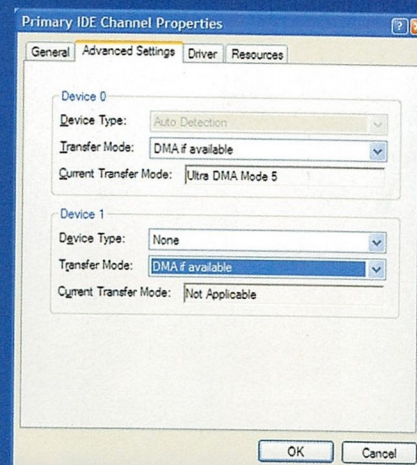 Primary IDE Channel Properties
General Advanced Settings Driver Resources
Device 0
Device Type: Auto Detection
Transfer Mode: DMA if available
Current Transfer Mode: Ultra DMA Mode 5
Device 1
Device Type: None
Transfer Mode: DMA if available
Current Transfer Mode: Not Applicable
OK Cancel